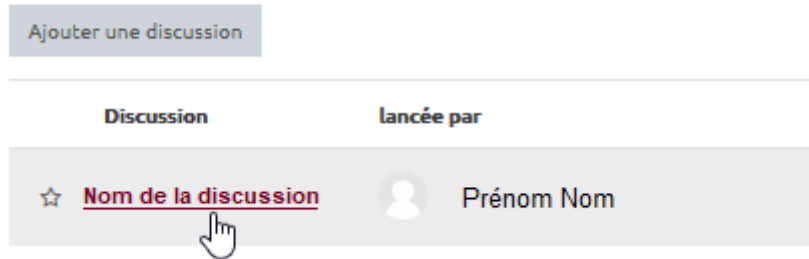 Ajouter une discussion
Discussion lancée par
Nom de la discussion Prénom Nom